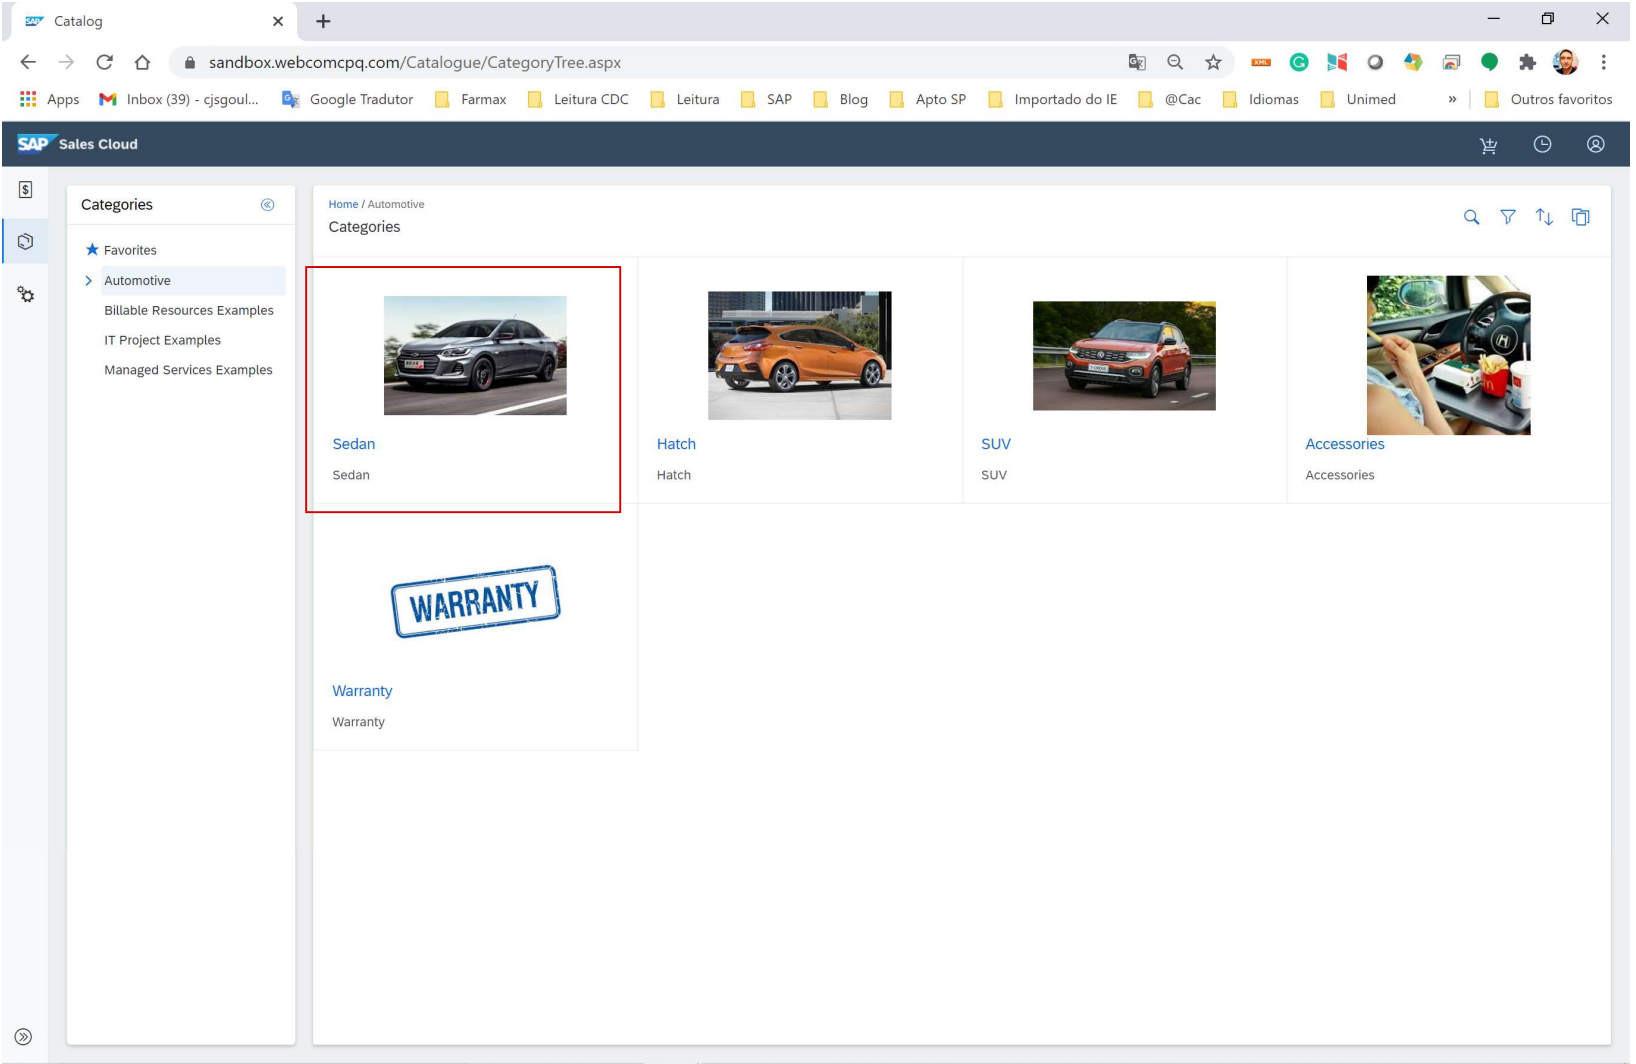 SAP Catalog
sandbox.webcomcpq.com/Catalogue/CategoryTree.aspx
XML
Apps Inbox (39) - cjsgoul... Google Tradutor Farmax Leitura CDC Leitura SAP Blog Apto SP Importado do IE @Cac Idiomas Unimed » Outros favoritos
SAP Sales Cloud
Categories
Favorites
Automotive
Billable Resources Examples
IT Project Examples
Managed Services Examples
Home / Automotive
Categories
Sedan
Sedan
Hatch
Hatch
SUV
SUV
Accessories
Accessories
WARRANTY
Warranty
Warranty